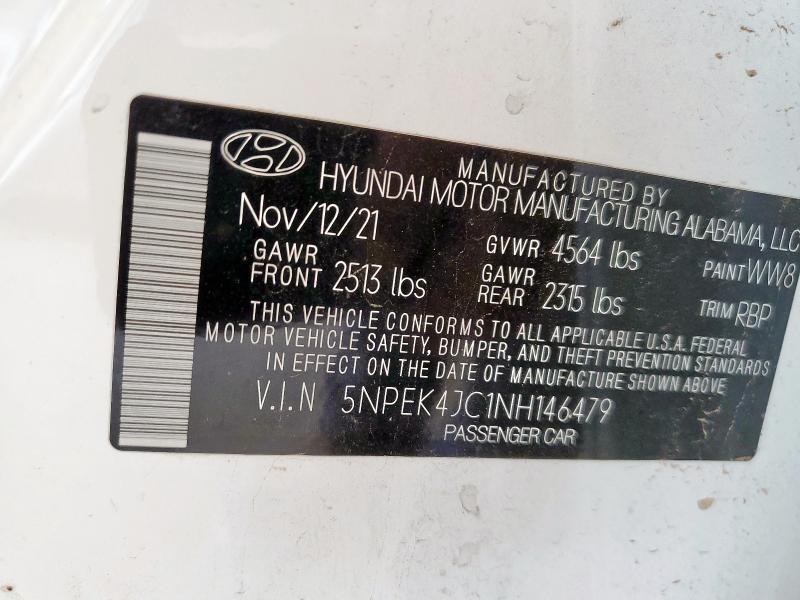 MANUFACTURED BY
HYUNDAI MOTOR MANUFACTURING ALABAMA, LLC
Nov/12/21
GVWR 4564 lbs
PAINT WW8
GAWR FRONT 2513 lbs
GAWR REAR 2315 lbs
TRIM RBP
THIS VEHICLE CONFORMS TO ALL APPLICABLE U.S.A. FEDERAL
MOTOR VEHICLE SAFETY, BUMPER, AND THEFT PREVENTION STANDARDS
IN EFFECT ON THE DATE OF MANUFACTURE SHOWN ABOVE
V.I.N 5NPEK4JC1NH146479
PASSENGER CAR